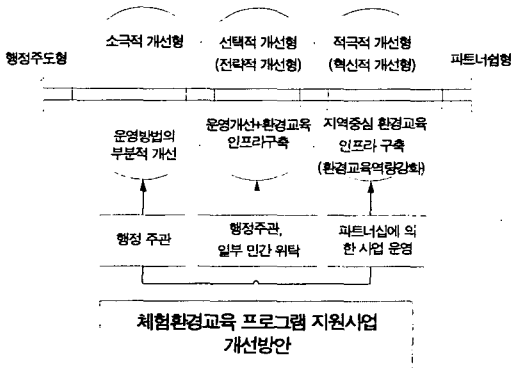 소극적 개선형
선택적 개선형
(전략적 개선형)
적극적 개선형
(혁신적 개선형)
행정주도형
파트너쉽형
운영방법의
부분적 개선
운영개선+환경교육
인프라구축
지역중심 환경교육
인프라 구축
(환경교육역량강화)
행정 주관
행정주관,
일부 민간 위탁
파트너십에 의
한 사업 운영
체험환경교육 프로그램 지원사업
개선방안